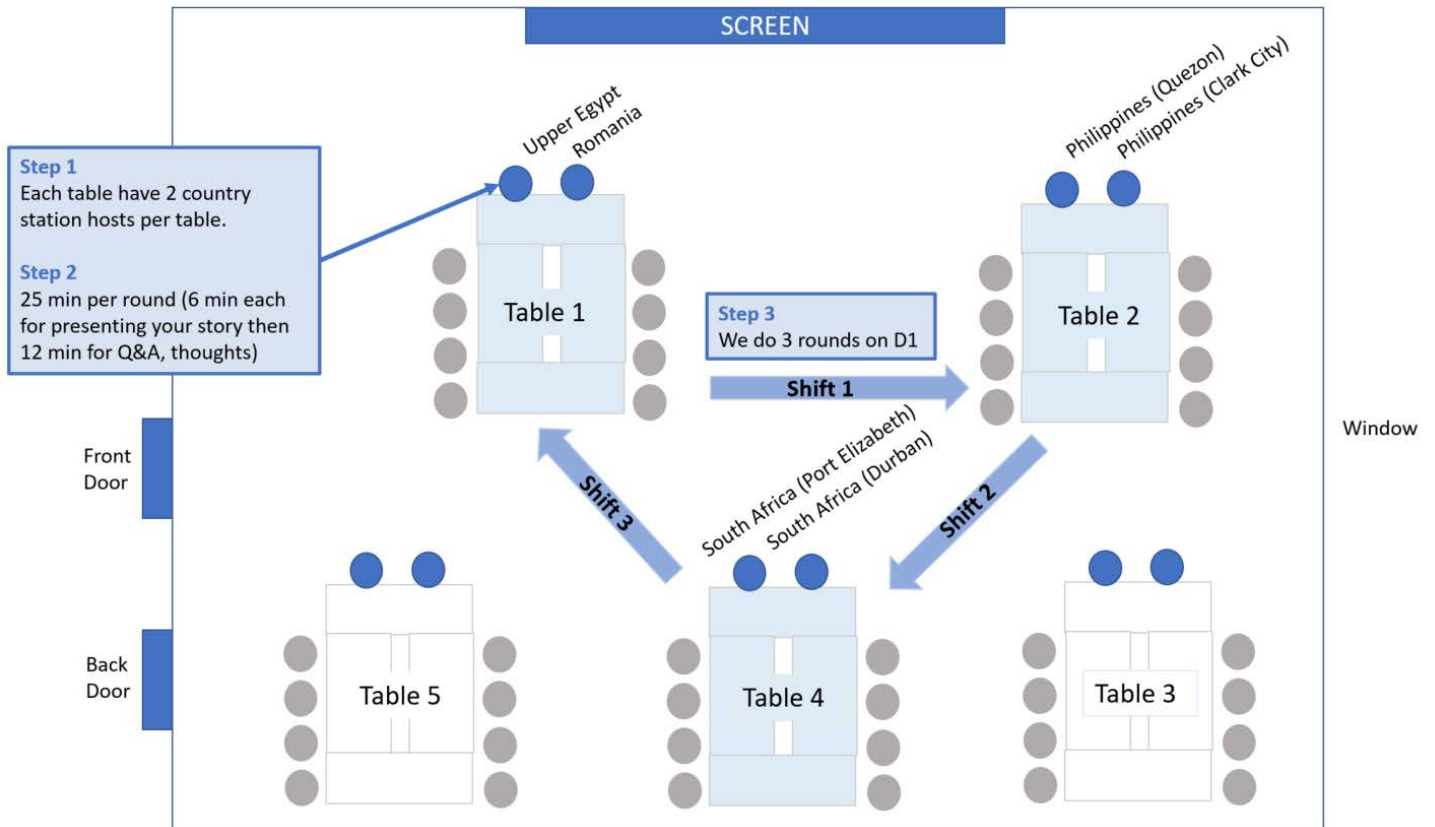 SCREEN
Upper Egypt
Romania
Philippines (Quezon)
Philippines (Clark City)
Step 1
Each table have 2 country
station hosts per table.
Step 2
25 min per round (6 min each
for presenting your story then
12 min for Q&A, thoughts)
Table 1
Step 3
We do 3 rounds on D1
Table 2
Shift 1
Window
Front
Door
Shift 3
South Africa (Port Elizabeth)
South Africa (Durban)
Shift 2
Back
Door
Table 5
Table 4
Table 3